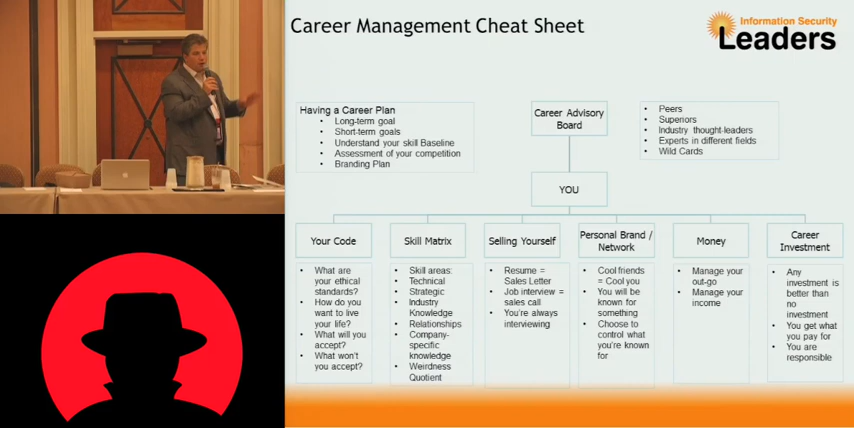 Career Management Cheat Sheet
Information Security
Leaders
Having a Career Plan
• Long-term goal
• Short-term goals
• Understand your skill Baseline
• Assessment of your competition
• Branding Plan
Career Advisory
Board
• Peers
• Superiors
• Industry thought-leaders
• Experts in different fields
• Wild Cards
YOU
Your Code
• What are
your ethical
standards?
• How do you
want to live
your life?
• What will you
accept?
• What won't
you accept?
Skill Matrix
• Skill areas:
• Technical
• Strategic
• Industry
Knowledge
• Relationships
• Company-
specific
knowledge
• Weirdness
Quotient
Selling Yourself
• Resume =
Sales Letter
• Job interview =
sales call
• You're always
interviewing
Personal Brand /
Network
• Cool friends
= Cool you
• You will be
known for
something
• Choose to
control what
you're known
for
Money
• Manage your
out-go
• Manage your
income
Career
Investment
• Any
investment is
better than
no
investment
• You get what
you pay for
• You are
responsible